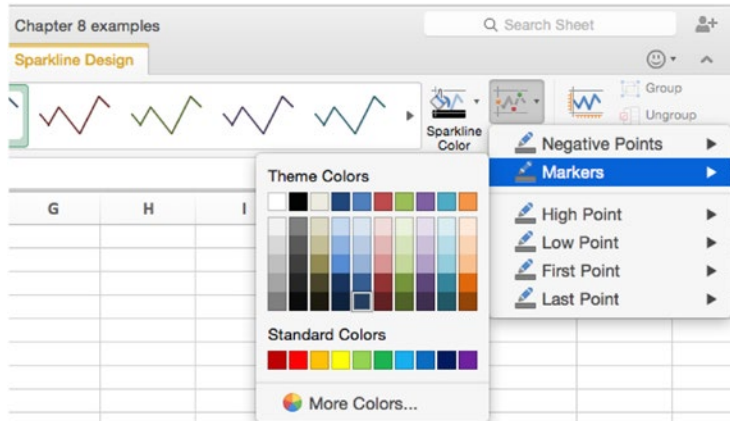 Chapter 8 examples
Search Sheet
Sparkline Design
Group
Ungroup
Sparkline
Color
Negative Points
Markers
High Point
Low Point
First Point
Last Point
Theme Colors
Standard Colors
More Colors...
G H I